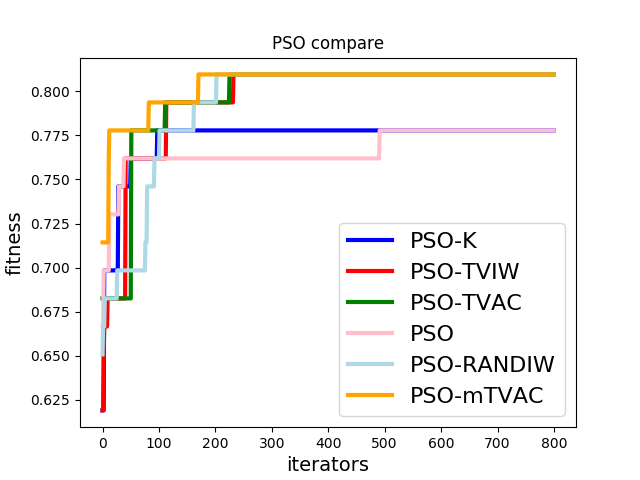 PSO compare
fitness
0.800
0.775
0.750
0.725
0.700
0.675
0.650
0.625
PSO-K
PSO-TVIW
PSO-TVAC
PSO
PSO-RANDIW
PSO-mTVAC
0 100 200 300 400 500 600 700 800
iterators